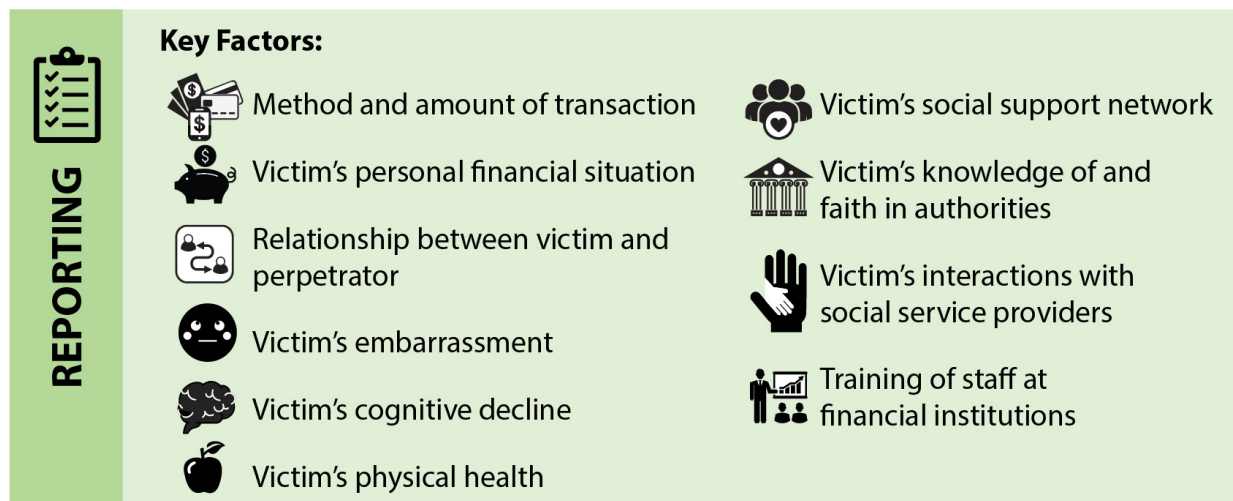 REPORTING
Key Factors:
Method and amount of transaction
Victim’s personal financial situation
Relationship between victim and
perpetrator
Victim’s embarrassment
Victim’s cognitive decline
Victim’s physical health
Victim’s social support network
Victim’s knowledge of and
faith in authorities
Victim’s interactions with
social service providers
Training of staff at
financial institutions